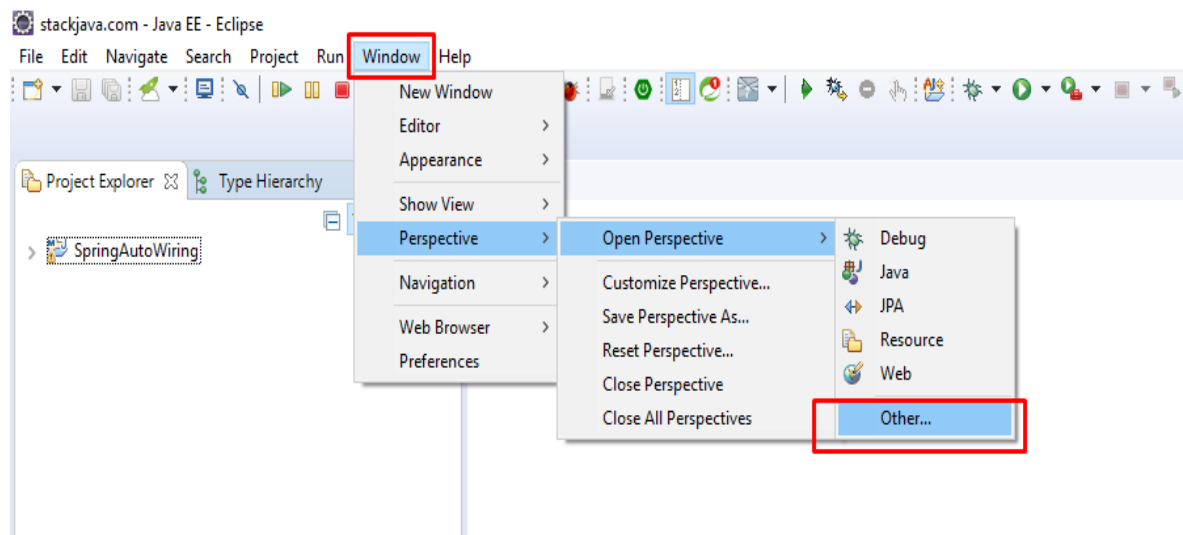 stackjava.com - Java EE - Eclipse
File Edit Navigate Search Project Run Window Help
Project Explorer Type Hierarchy
SpringAutoWiring
New Window
Editor
Appearance
Show View
Perspective
Navigation
Web Browser
Preferences
Open Perspective
Customize Perspective...
Save Perspective As...
Reset Perspective...
Close Perspective
Close All Perspectives
Debug
Java
JPA
Resource
Web
Other...